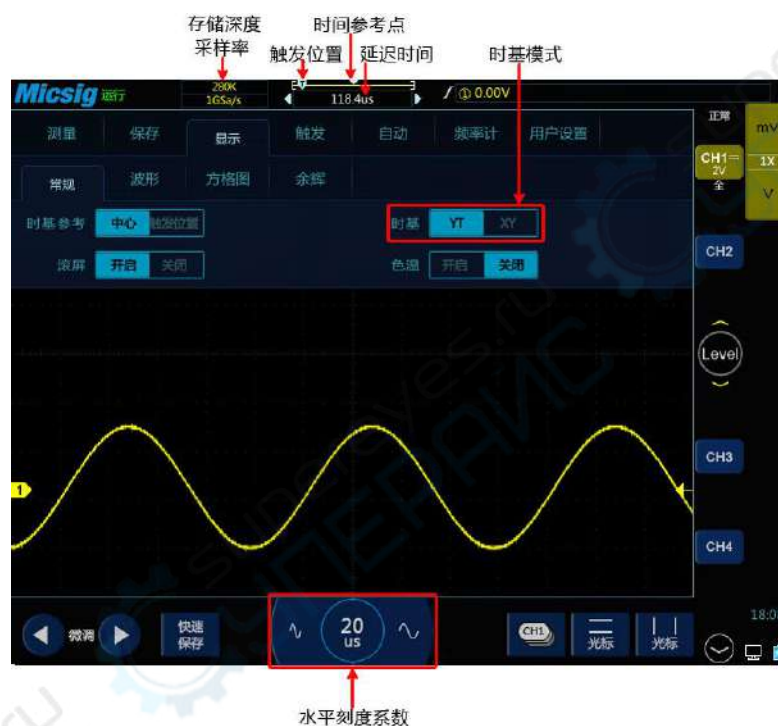 存储深度 时间参考点
采样率 触发位置 延迟时间 时基模式
Micsig 运行 280K T 118.4us ① 0.00V
1GSa/s
测量 保存 显示 触发 自动 频率计 用户设置 正常 mV
常规 波形 方格图 余辉 CH1 1X
2V
全 V
时基参考 中心 触发位置 时基 YT XY
滚屏 开启 关闭 色温 开启 关闭 CH2
Level
CH3
1
CH4
微调 快速 20 CH1 光标 光标 18:0
保存 us
水平刻度系数
supereyes.ru
СУПЕРАЙС